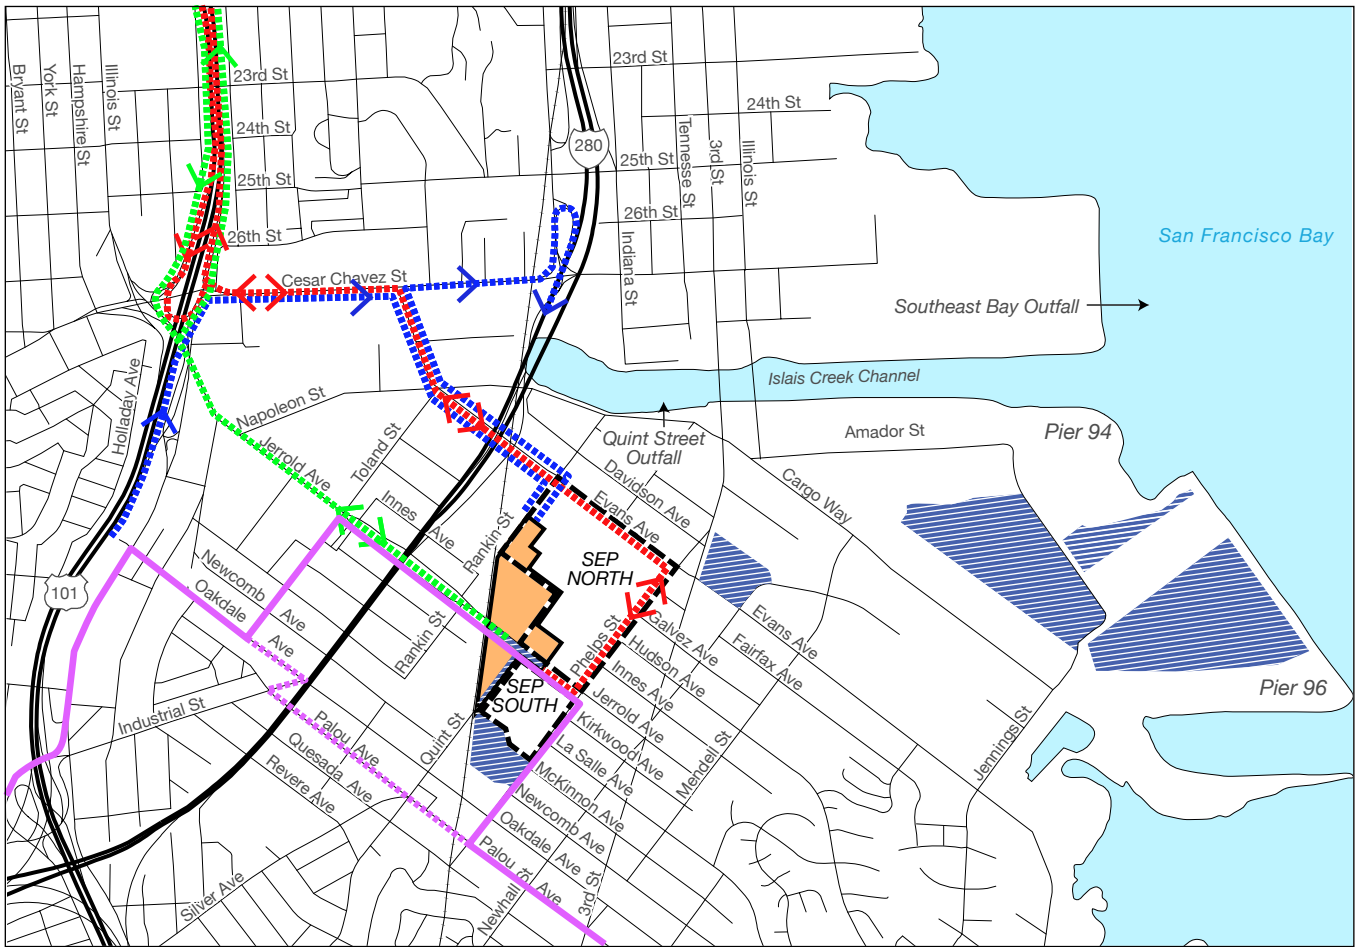 Bryant St
York St
Hampshire St
Illinois St
23rd St
24th St
25th St
26th St
Cesar Chavez St
280
23rd St
24th St
25th St
26th St
Indiana St
Tennesse St
3rd St
Illinois St
San Francisco Bay
Southeast Bay Outfall
Islais Creek Channel
Quint Street
Outfall
Amador St
Pier 94
Cargo Way
Holladay Ave
Napoleon St
Jerrold Ave
Toland St
Innes Ave
Rankin St
Davidson Ave
Evans Ave
SEP
NORTH
101
Newcomb Ave
Oakdale Ave
Rankin St
Phelps St
Galvez Ave
Hudson Ave
Innes Ave
Jerrold Ave
Kirkwood Ave
La Salle Ave
McKinnon Ave
Newcomb Ave
Oakdale Ave
Palou Ave
Evans Ave
Fairfax Ave
SEP
SOUTH
Industrial St
Palou Ave
Quesada Ave
Revere Ave
Quint St
Mendell St
Jennings St
Pier 96
Silver Ave
Newhall St
3rd St